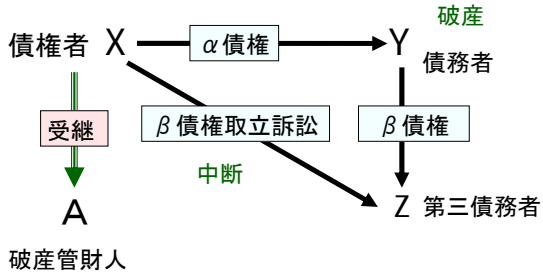 破産
債権者 X
α債権
Y
債務者
受継
β債権取立訴訟
β債権
中断
A
Z 第三債務者
破産管財人